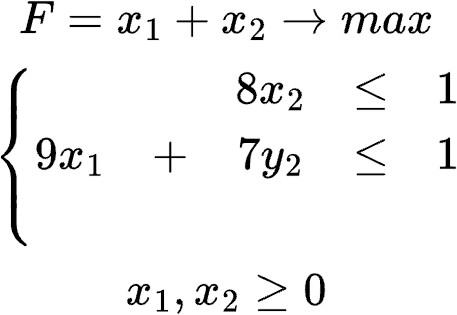 F = x₁ + x₂ → max
8x₂ ≤ 1
9x₁ + 7y₂ ≤ 1
x₁, x₂ ≥ 0